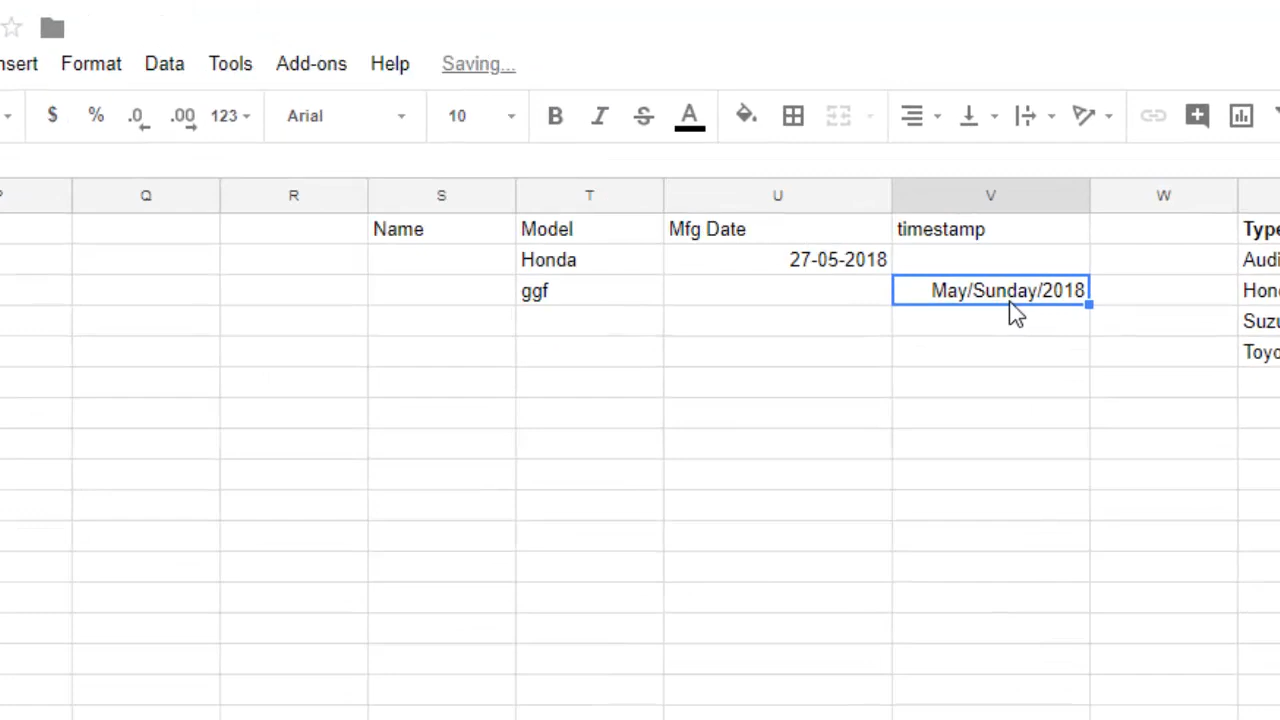 nsert Format Data Tools Add-ons Help Saving...
$ % .0 .00 123 Arial 10 B I S A
P Q R S T U V W
Name Model Mfg Date timestamp Type
Honda 27-05-2018 Audi
ggf May/Sunday/2018 Hon
Suzu
Toyo